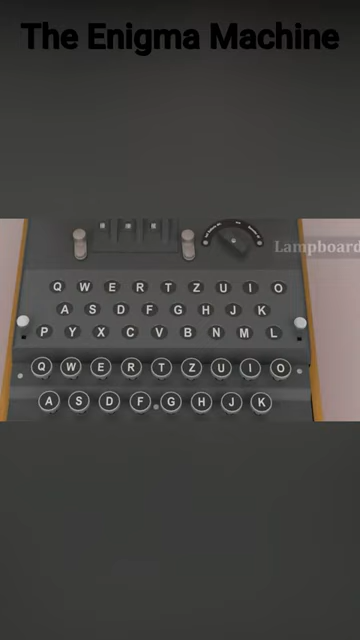 The Enigma Machine
Lampboard
Q W E R T Z U I O
A S D F G H J K
P Y X C V B N M L
Q W E R T Z U I O
A S D F G H J K